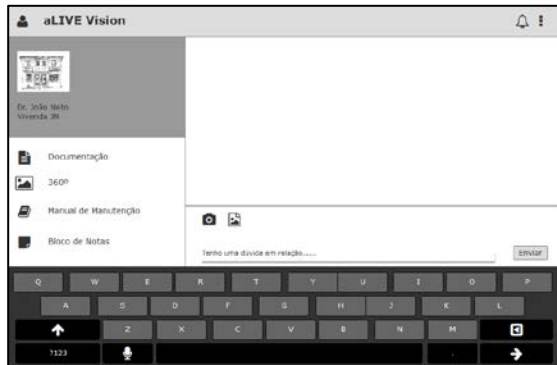 aLIVE Vision
Dr. João Neto
Vivenda JN
Documentação
360º
Manual de Manutenção
Bloco de Notas
Tenho uma dúvida em relação......
Enviar
Q W E R T Y U I O P
A S D F G H J K L
Z X C V B N M
?123 .